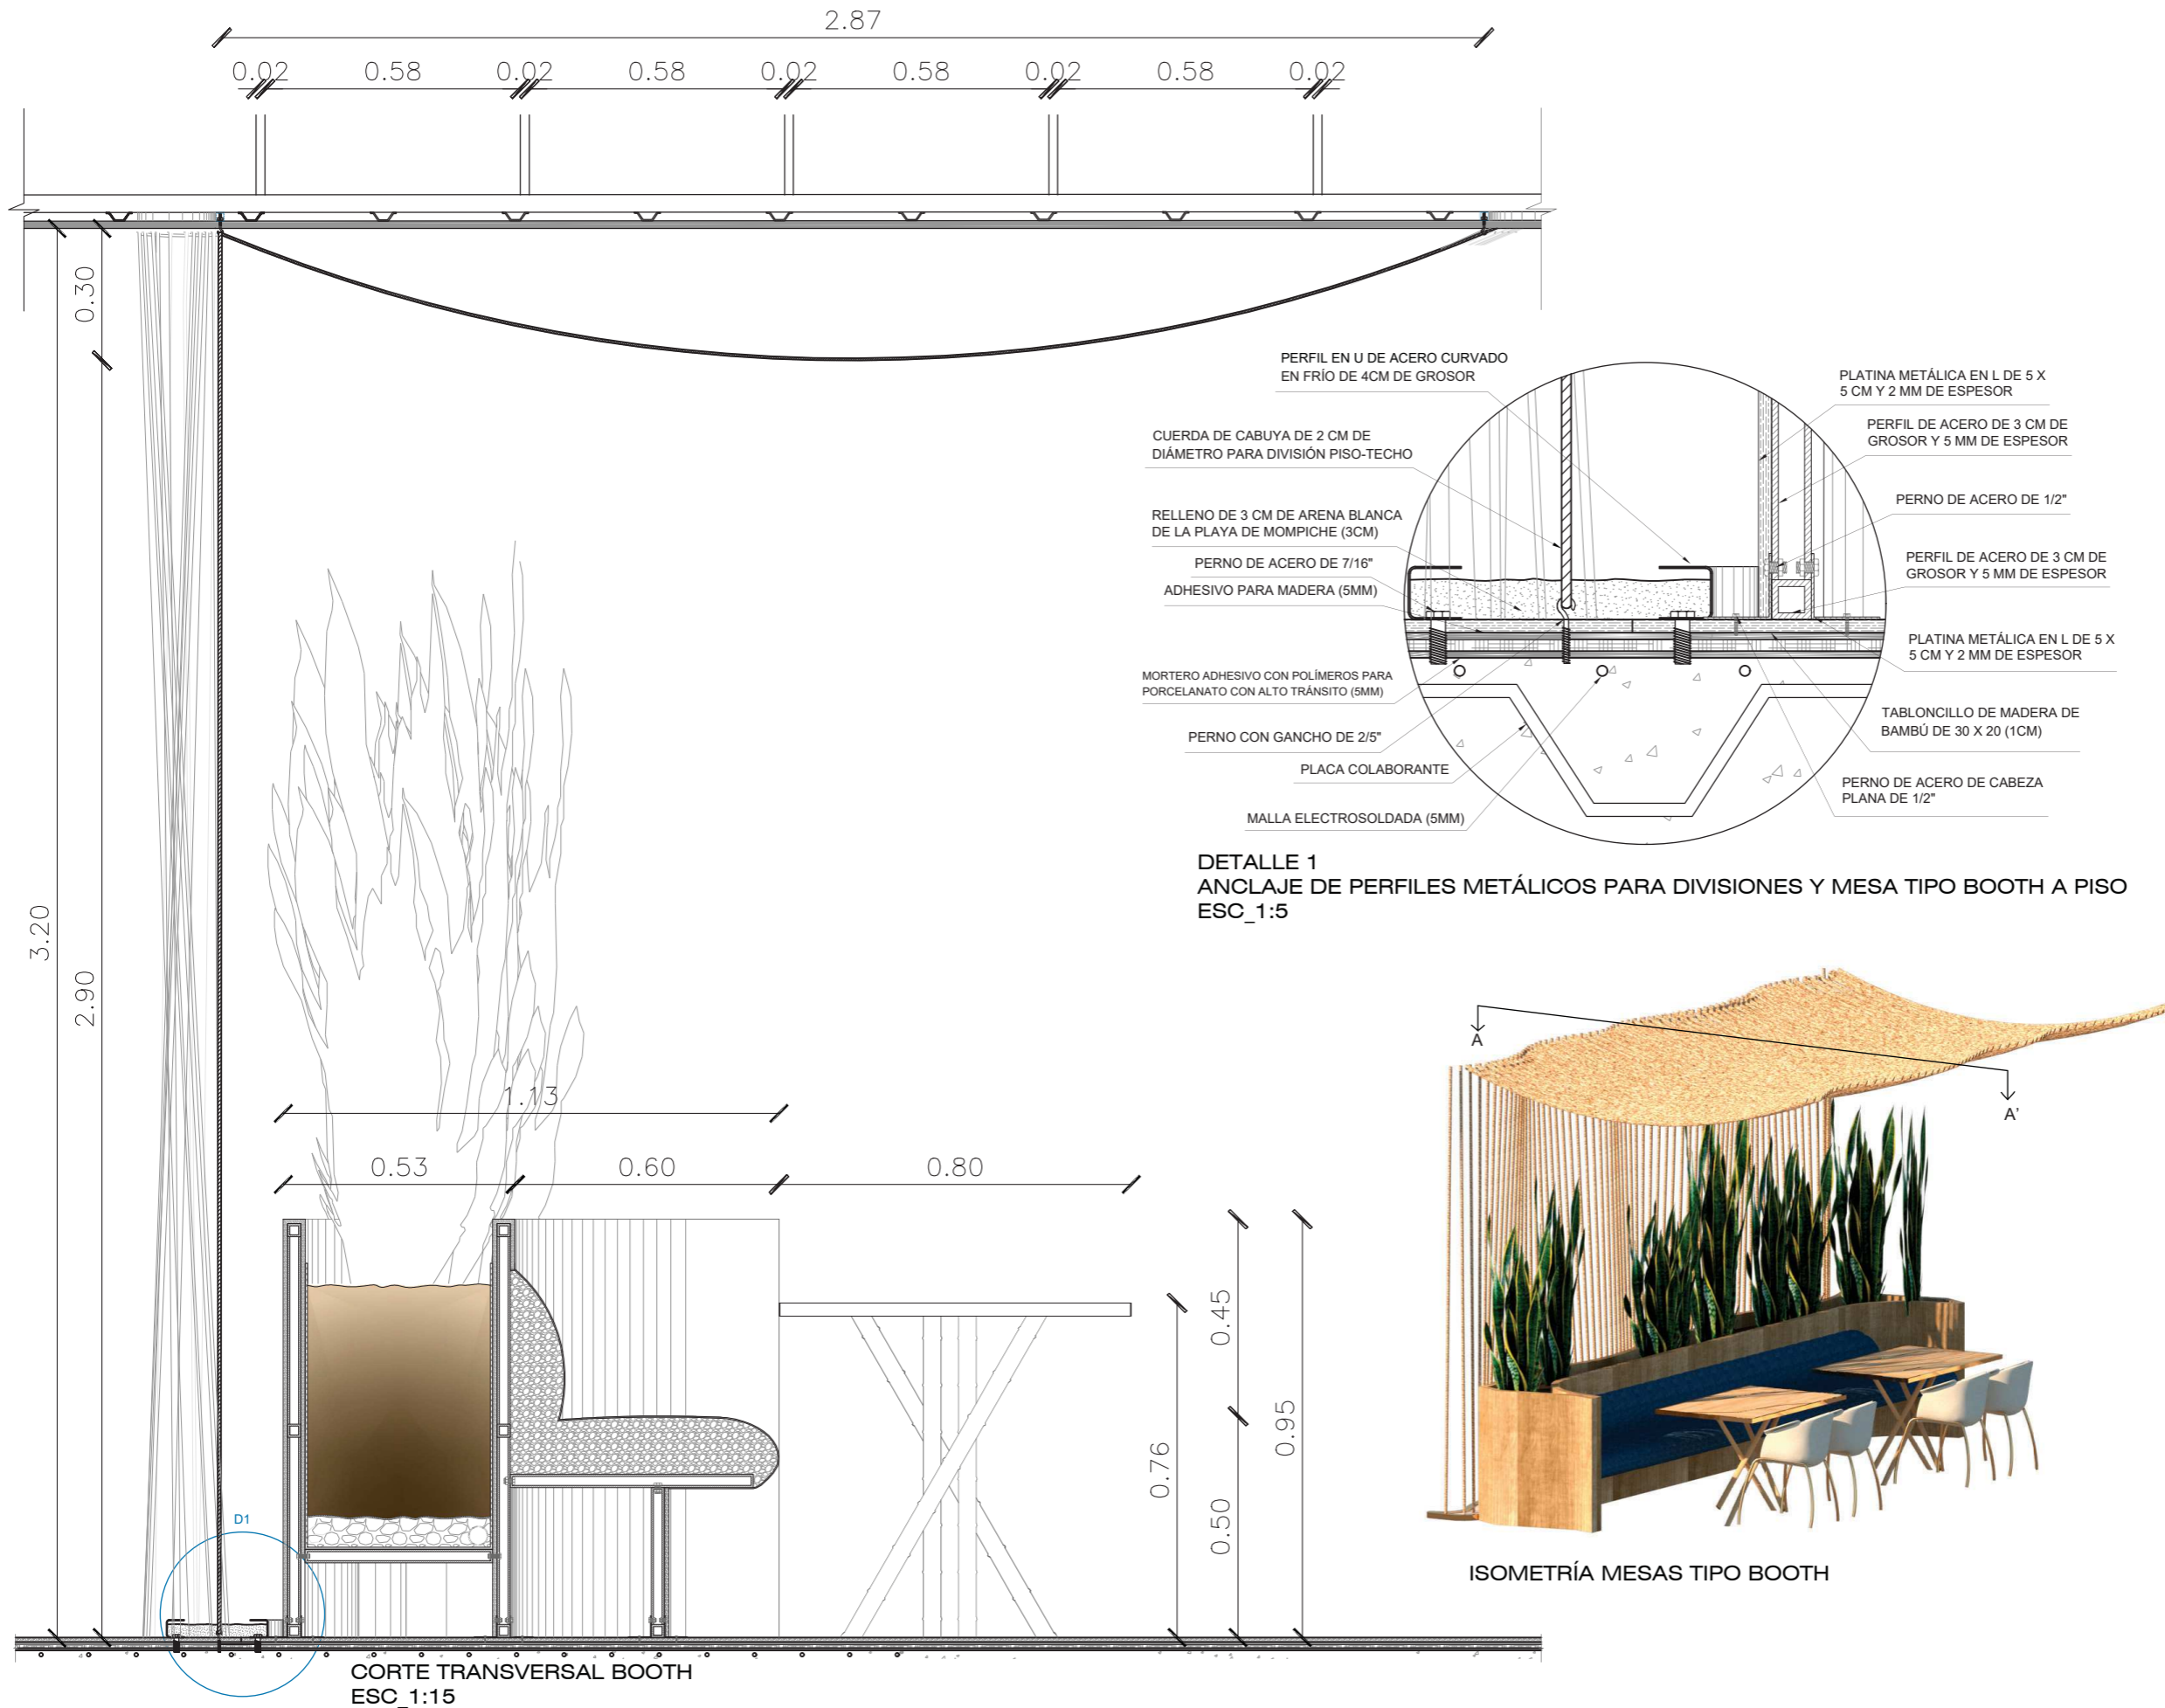 2.87
0.02 0.58 0.02 0.58 0.02 0.58 0.02 0.58 0.02
0.30
3.20
2.90
PERFIL EN U DE ACERO CURVADO
EN FRÍO DE 4CM DE GROSOR
CUERDA DE CABUYA DE 2 CM DE
DIÁMETRO PARA DIVISIÓN PISO-TECHO
RELLENO DE 3 CM DE ARENA BLANCA
DE LA PLAYA DE MOMPICHE (3CM)
PERNO DE ACERO DE 7/16"
ADHESIVO PARA MADERA (5MM)
MORTERO ADHESIVO CON POLÍMEROS PARA
PORCELANATO CON ALTO TRÁNSITO (5MM)
PERNO CON GANCHO DE 2/5"
PLACA COLABORANTE
MALLA ELECTROSOLDADA (5MM)
PLATINA METÁLICA EN L DE 5 X
5 CM Y 2 MM DE ESPESOR
PERFIL DE ACERO DE 3 CM DE
GROSOR Y 5 MM DE ESPESOR
PERNO DE ACERO DE 1/2"
PERFIL DE ACERO DE 3 CM DE
GROSOR Y 5 MM DE ESPESOR
PLATINA METÁLICA EN L DE 5 X
5 CM Y 2 MM DE ESPESOR
TABLONCILLO DE MADERA DE
BAMBÚ DE 30 X 20 (1CM)
PERNO DE ACERO DE CABEZA
PLANA DE 1/2"
DETALLE 1
ANCLAJE DE PERFILES METÁLICOS PARA DIVISIONES Y MESA TIPO BOOTH A PISO
ESC_1:5
1.13
0.53 0.60 0.80
0.45
0.95
0.76
0.50
D1
CORTE TRANSVERSAL BOOTH
ESC_1:15
A
A'
ISOMETRÍA MESAS TIPO BOOTH